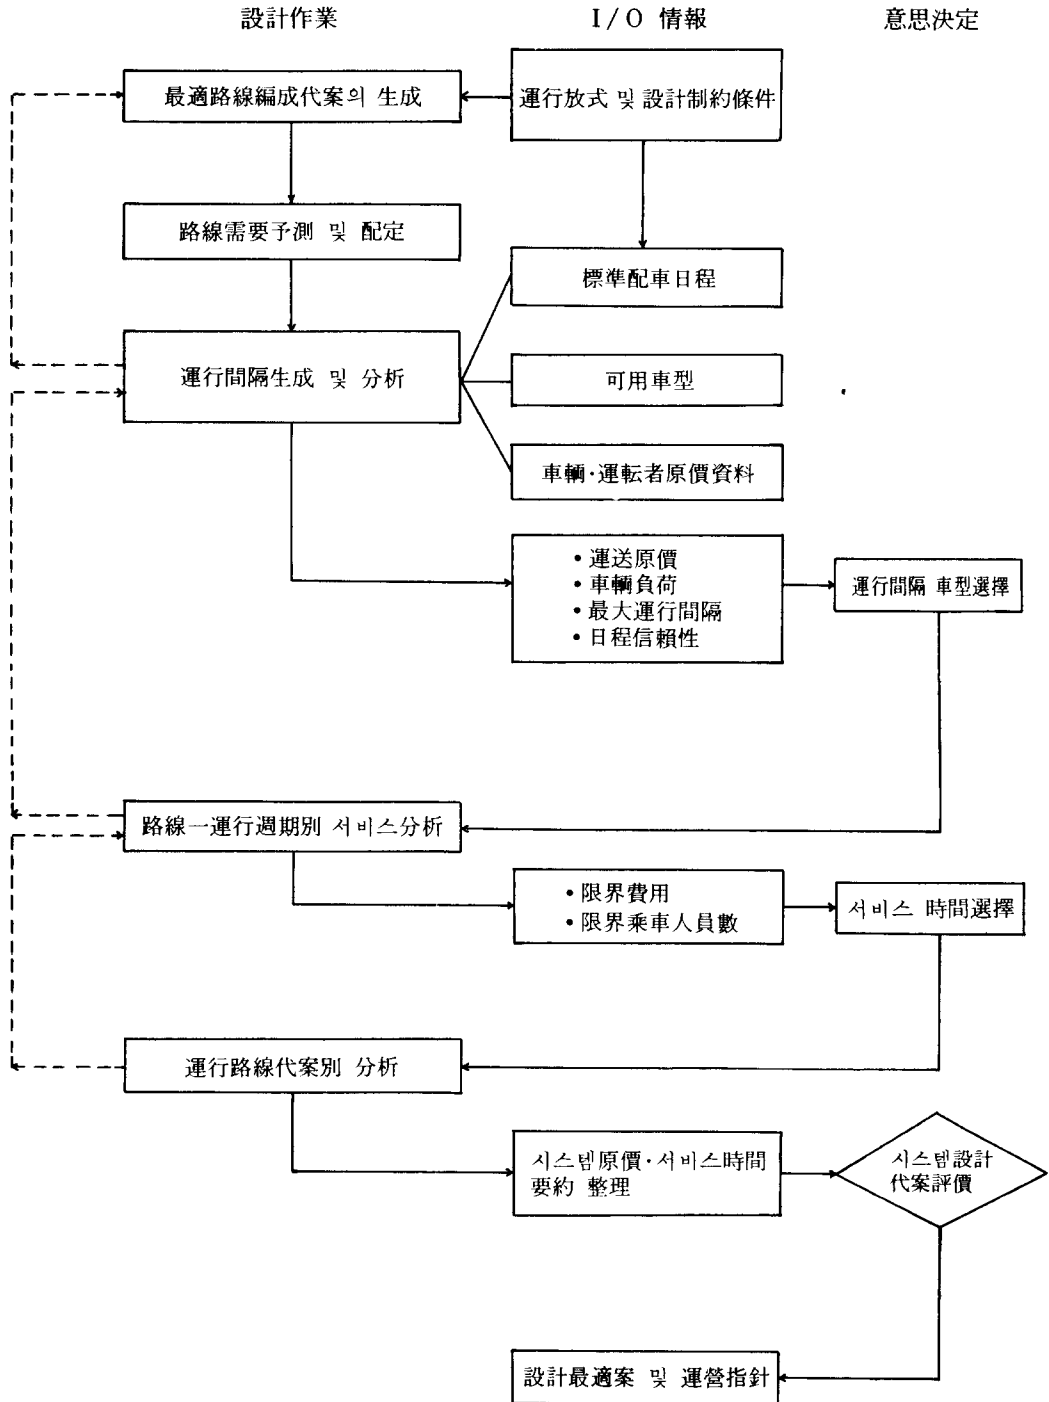 設計作業
I/O 情報
意思決定
最適路線編成代案의 生成
運行放式 및 設計制約條件
路線需要予測 및 配定
標準配車日程
運行間隔生成 및 分析
可用車型
車輛·運転者原價資料
• 運送原價
• 車輛負荷
• 最大運行間隔
• 日程信賴性
運行間隔 車型選擇
路線一運行週期別 서비스分析
• 限界費用
• 限界乗車人員數
서비스 時間選擇
運行路線代案別 分析
시스템原價·서비스時間
要約 整理
시스템設計
代案評價
設計最適案 및 運營指針